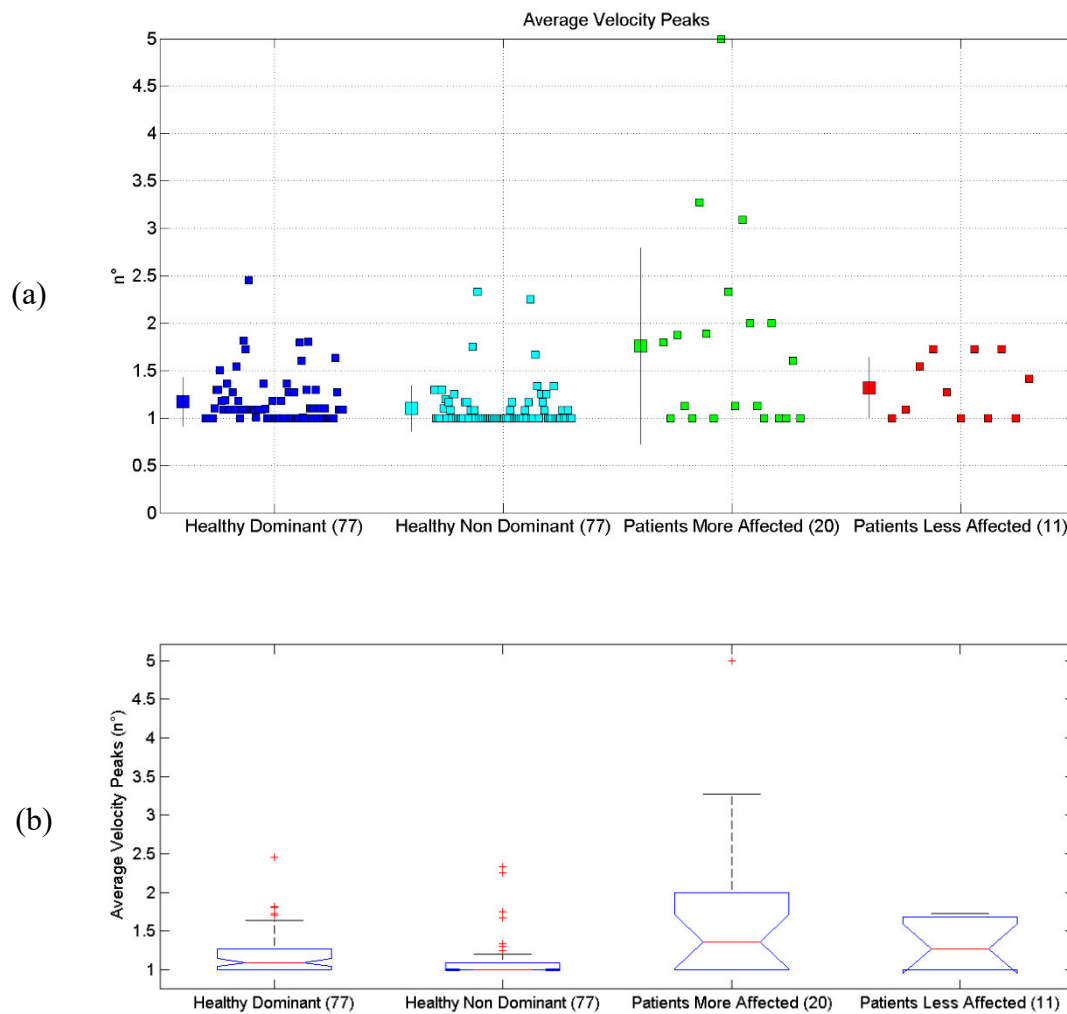 Average Velocity Peaks
5
4.5
4
3.5
3
2.5
2
1.5
1
0.5
0
n°
(a)
Healthy Dominant (77)
Healthy Non Dominant (77)
Patients More Affected (20)
Patients Less Affected (11)
5
4.5
4
3.5
3
2.5
2
1.5
1
Average Velocity Peaks (n°)
(b)
Healthy Dominant (77)
Healthy Non Dominant (77)
Patients More Affected (20)
Patients Less Affected (11)